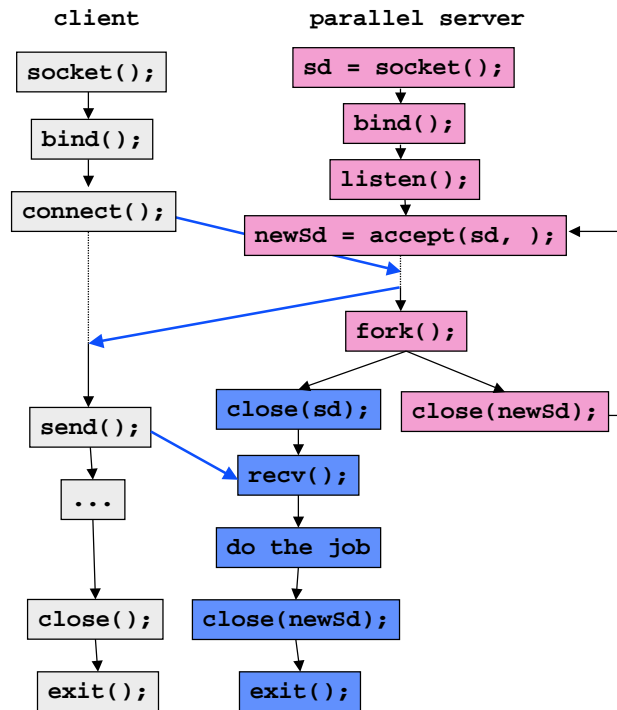 client
parallel server
socket();
sd = socket();
bind();
bind();
listen();
connect();
newSd = accept(sd, );
fork();
close(sd);
close(newSd);
send();
recv();
...
do the job
close();
close(newSd);
exit();
exit();